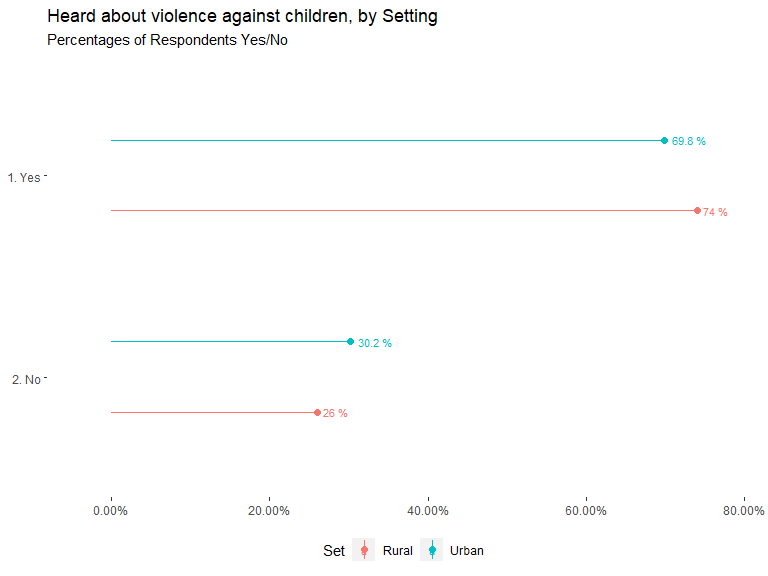 Heard about violence against children, by Setting
Percentages of Respondents Yes/No
69.8 %
1. Yes
74 %
30.2 %
2. No
26 %
0.00% 20.00% 40.00% 60.00% 80.00%
Set Rural Urban